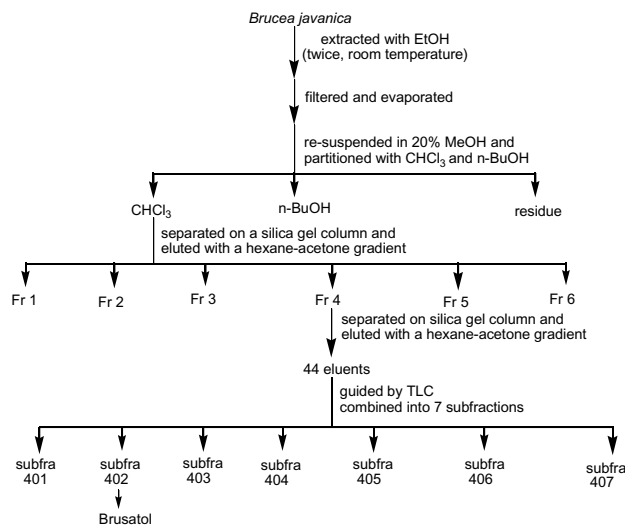 Brucea javanica
extracted with EtOH
(twice, room temperature)
filtered and evaporated
re-suspended in 20% MeOH and
partitioned with CHCl3 and n-BuOH
CHCl3
n-BuOH
residue
separated on a silica gel column and
eluted with a hexane-acetone gradient
Fr 1
Fr 2
Fr 3
Fr 4
Fr 5
Fr 6
separated on silica gel column and
eluted with a hexane-acetone gradient
44 eluents
guided by TLC
combined into 7 subfractions
subfra
401
subfra
402
subfra
403
subfra
404
subfra
405
subfra
406
subfra
407
Brusatol